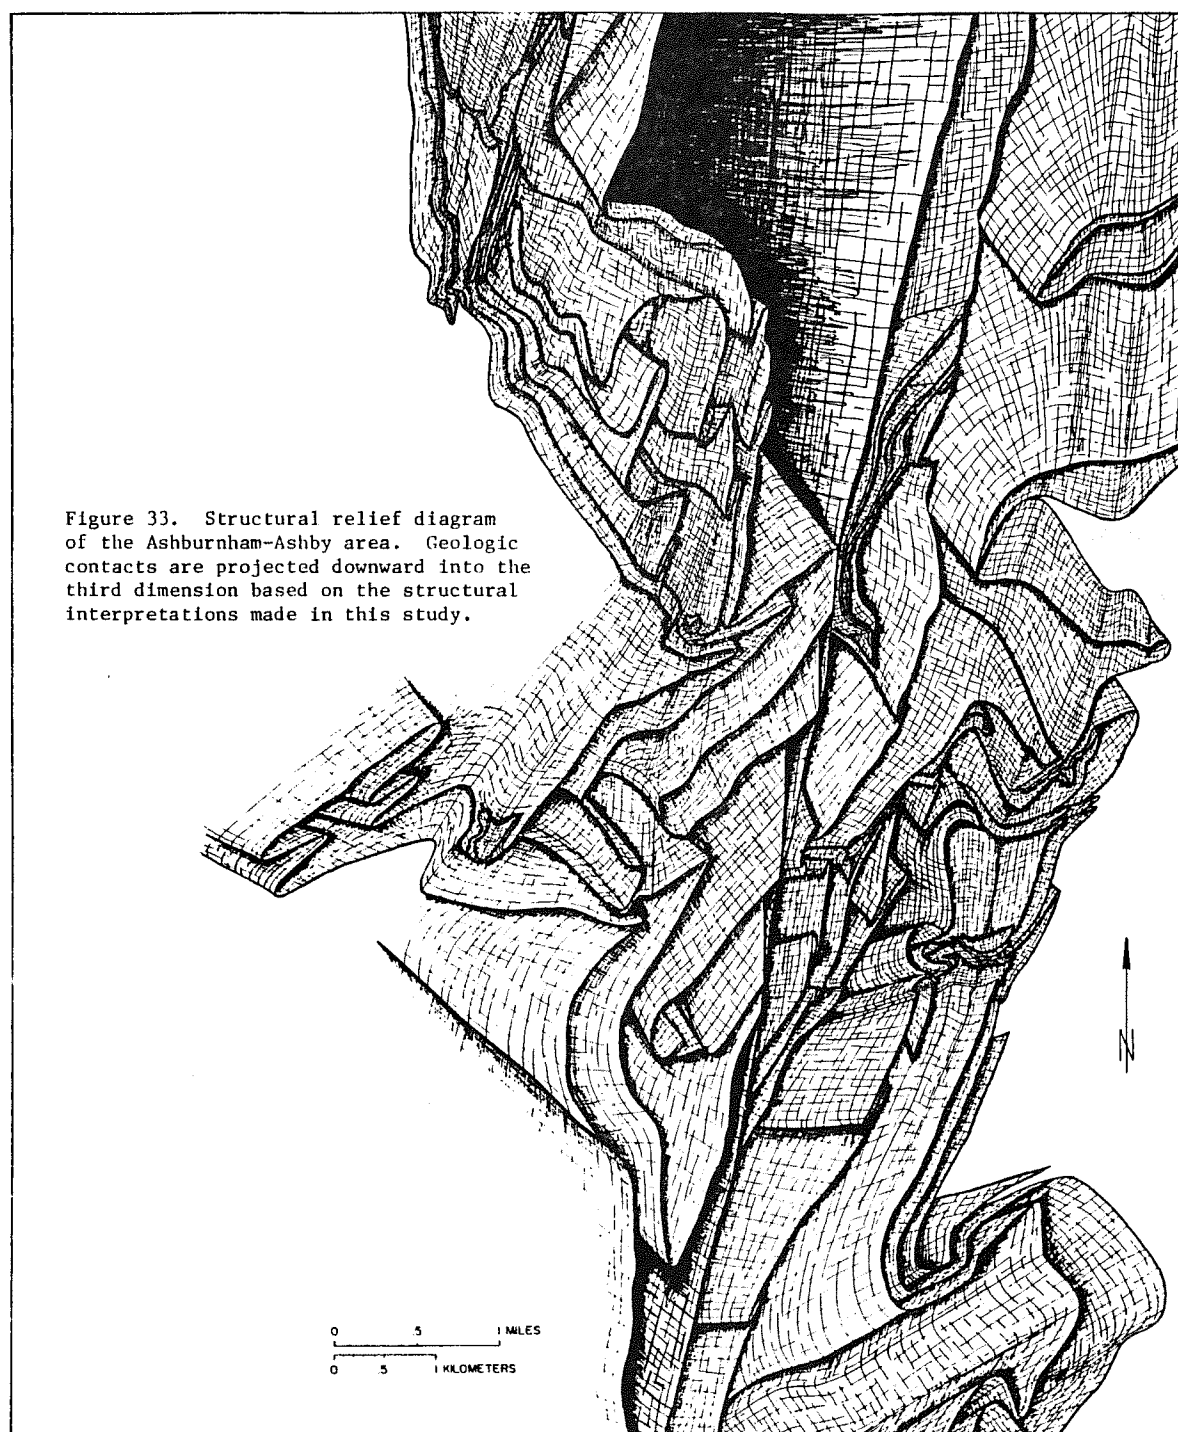 Figure 33. Structural relief diagram
of the Ashburnham-Ashby area. Geologic
contacts are projected downward into the
third dimension based on the structural
interpretations made in this study.
N
0 .5 1 MILES
0 .5 1 KILOMETERS